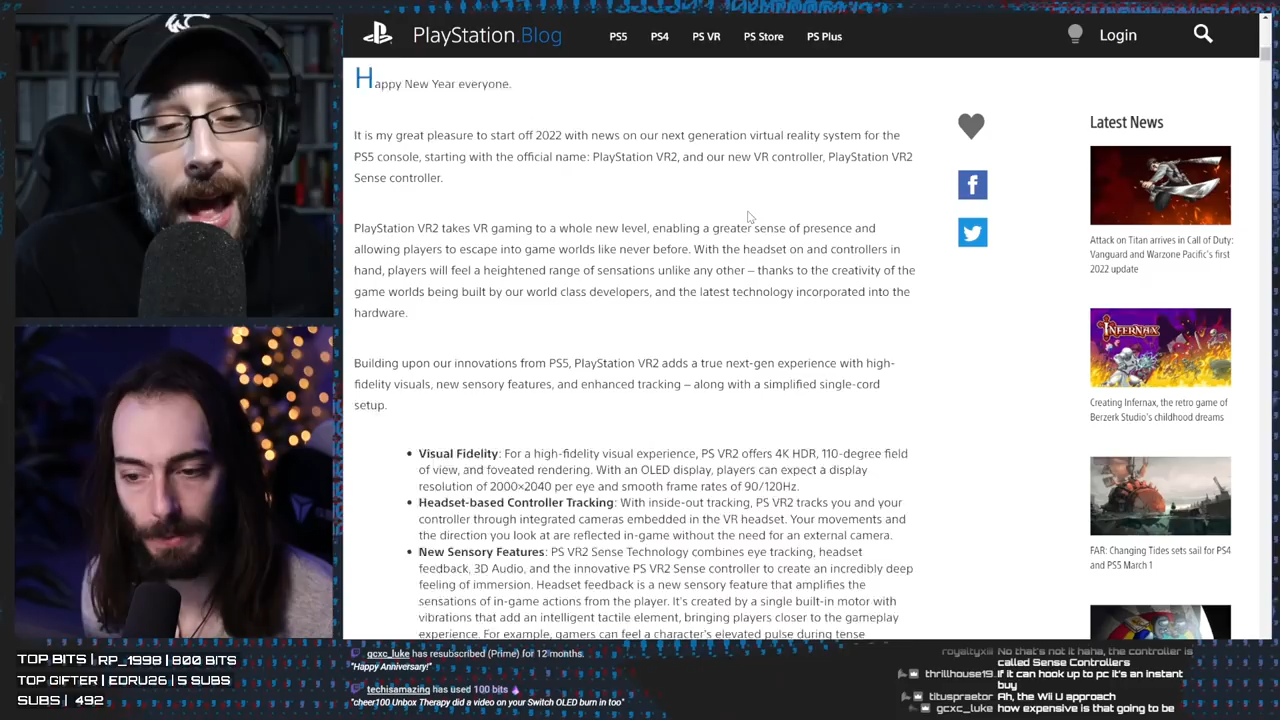 PlayStation.Blog
PS5
PS4
PS VR
PS Store
PS Plus
Login
Happy New Year everyone.
It is my great pleasure to start off 2022 with news on our next generation virtual reality system for the
PS5 console, starting with the official name: PlayStation VR2, and our new VR controller, PlayStation VR2
Sense controller.
PlayStation VR2 takes VR gaming to a whole new level, enabling a greater sense of presence and
allowing players to escape into game worlds like never before. With the headset on and controllers in
hand, players will feel a heightened range of sensations unlike any other – thanks to the creativity of the
game worlds being built by our world class developers, and the latest technology incorporated into the
hardware.
Building upon our innovations from PS5, PlayStation VR2 adds a true next-gen experience with high-
fidelity visuals, new sensory features, and enhanced tracking – along with a simplified single-cord
setup.
• Visual Fidelity: For a high-fidelity visual experience, PS VR2 offers 4K HDR, 110-degree field
of view, and foveated rendering. With an OLED display, players can expect a display
resolution of 2000×2040 per eye and smooth frame rates of 90/120Hz.
• Headset-based Controller Tracking: With inside-out tracking, PS VR2 tracks you and your
controller through integrated cameras embedded in the VR headset. Your movements and
the direction you look at are reflected in-game without the need for an external camera.
• New Sensory Features: PS VR2 Sense Technology combines eye tracking, headset
feedback, 3D Audio, and the innovative PS VR2 Sense controller to create an incredibly deep
feeling of immersion. Headset feedback is a new sensory feature that amplifies the
sensations of in-game actions from the player. It's created by a single built-in motor with
vibrations that add an intelligent tactile element, bringing players closer to the gameplay
experience. For example, gamers can feel a character's elevated pulse during tense
Latest News
Attack on Titan arrives in Call of Duty:
Vanguard and Warzone Pacific's first
2022 update
INFERNAX
Creating Infernax, the retro game of
Berzerk Studio's childhood dreams
FAR: Changing Tides sets sail for PS4
and PS5 March 1
TOP BITS | RP_1998 | 800 BITS
TOP GIFTER | EDRU26 | 5 SUBS
SUBS | 492
gcxc_luke has resubscribed (Prime) for 12 months.
"Happy Anniversary!"
techisamazing has used 100 bits
"cheer100 Unbox Therapy did a video on your Switch OLED burn in too"
royaltyxiii No that's not it haha, the controller is
called Sense Controllers
thrillhouse19 if it can hook up to pc it's an instant
buy
tituspraetor Ah, the Wii U approach
gcxc_luke how expensive is that going to be